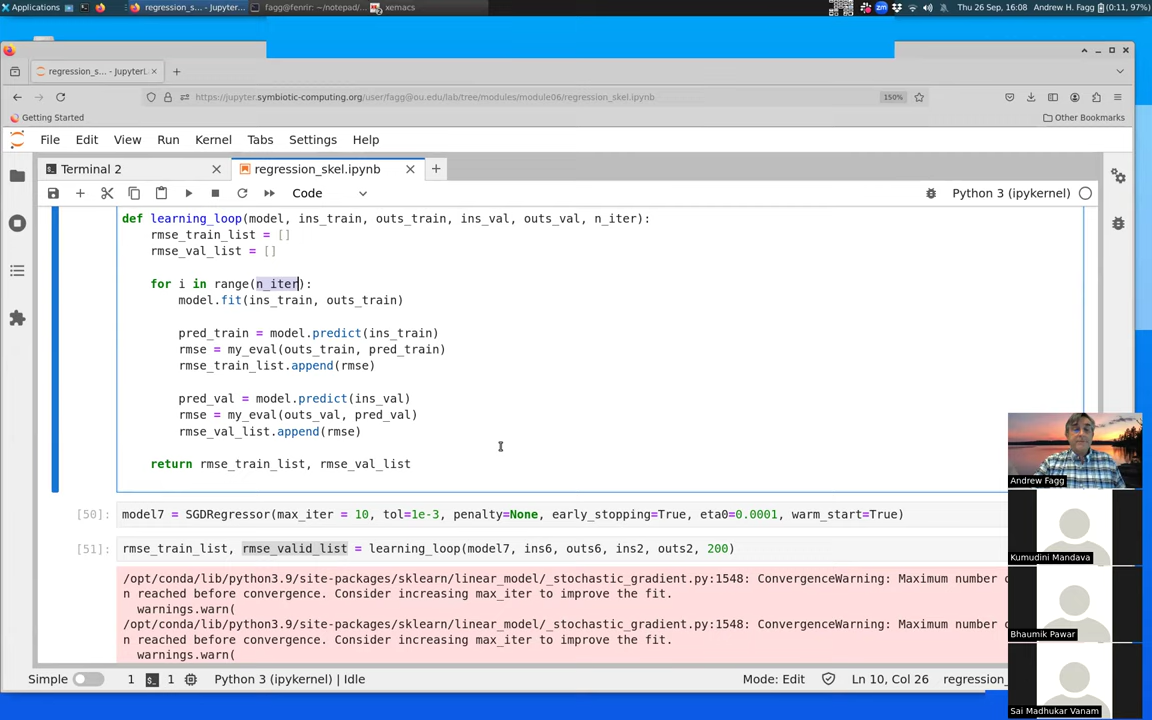 Applications
regression_s... - Jupyter...
fagg@fenrir: ~/notepad/...
xemacs
zm
Thu 26 Sep, 16:08 Andrew H. Fagg (0:11, 97%)
regression_s... - JupyterL
https://jupyter.symbiotic-computing.org/user/fagg@ou.edu/lab/tree/modules/module06/regression_skel.ipynb
150%
Getting Started
Other Bookmarks
File Edit View Run Kernel Tabs Settings Help
Terminal 2
regression_skel.ipynb
Code
Python 3 (ipykernel)
def learning_loop(model, ins_train, outs_train, ins_val, outs_val, n_iter):
rmse_train_list = []
rmse_val_list = []
for i in range(n_iter):
model.fit(ins_train, outs_train)
pred_train = model.predict(ins_train)
rmse = my_eval(outs_train, pred_train)
rmse_train_list.append(rmse)
pred_val = model.predict(ins_val)
rmse = my_eval(outs_val, pred_val)
rmse_val_list.append(rmse)
return rmse_train_list, rmse_val_list
[50]: model7 = SGDRegressor(max_iter = 10, tol=1e-3, penalty=None, early_stopping=True, eta0=0.0001, warm_start=True)
[51]: rmse_train_list, rmse_valid_list = learning_loop(model7, ins6, outs6, ins2, outs2, 200)
/opt/conda/lib/python3.9/site-packages/sklearn/linear_model/_stochastic_gradient.py:1548: ConvergenceWarning: Maximum number
n reached before convergence. Consider increasing max_iter to improve the fit.
warnings.warn(
/opt/conda/lib/python3.9/site-packages/sklearn/linear_model/_stochastic_gradient.py:1548: ConvergenceWarning: Maximum number
n reached before convergence. Consider increasing max_iter to improve the fit.
warnings.warn(
Simple 1 1 Python 3 (ipykernel) | Idle Mode: Edit Ln 10, Col 26 regression_
Andrew Fagg
Kumudini Mandava
Bhaumik Pawar
Sai Madhukar Vanam